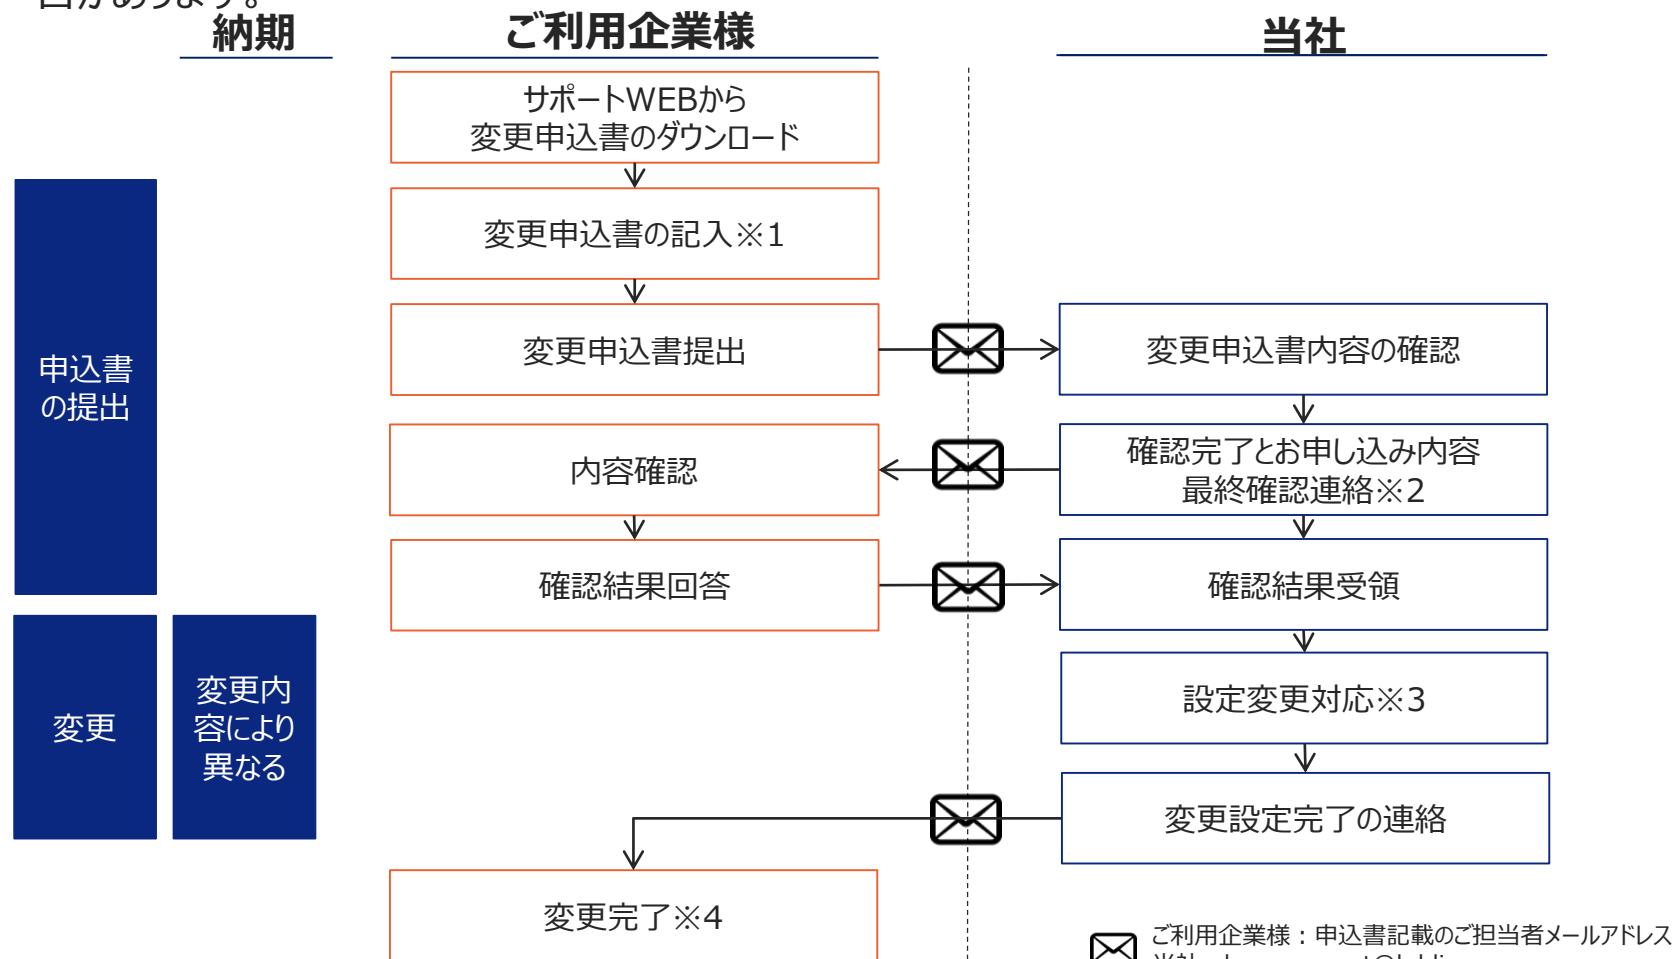 があります。
納期
ご利用企業様
当社
サポートWEBから
変更申込書のダウンロード
変更申込書の記入※1
変更申込書提出
変更申込書内容の確認
申込書
の提出
内容確認
確認完了とお申し込み内容
最終確認連絡※2
確認結果回答
確認結果受領
変更
変更内
容により
異なる
設定変更対応※3
変更設定完了の連絡
変更完了※4
ご利用企業様：申込書記載のご担当者メールアドレス